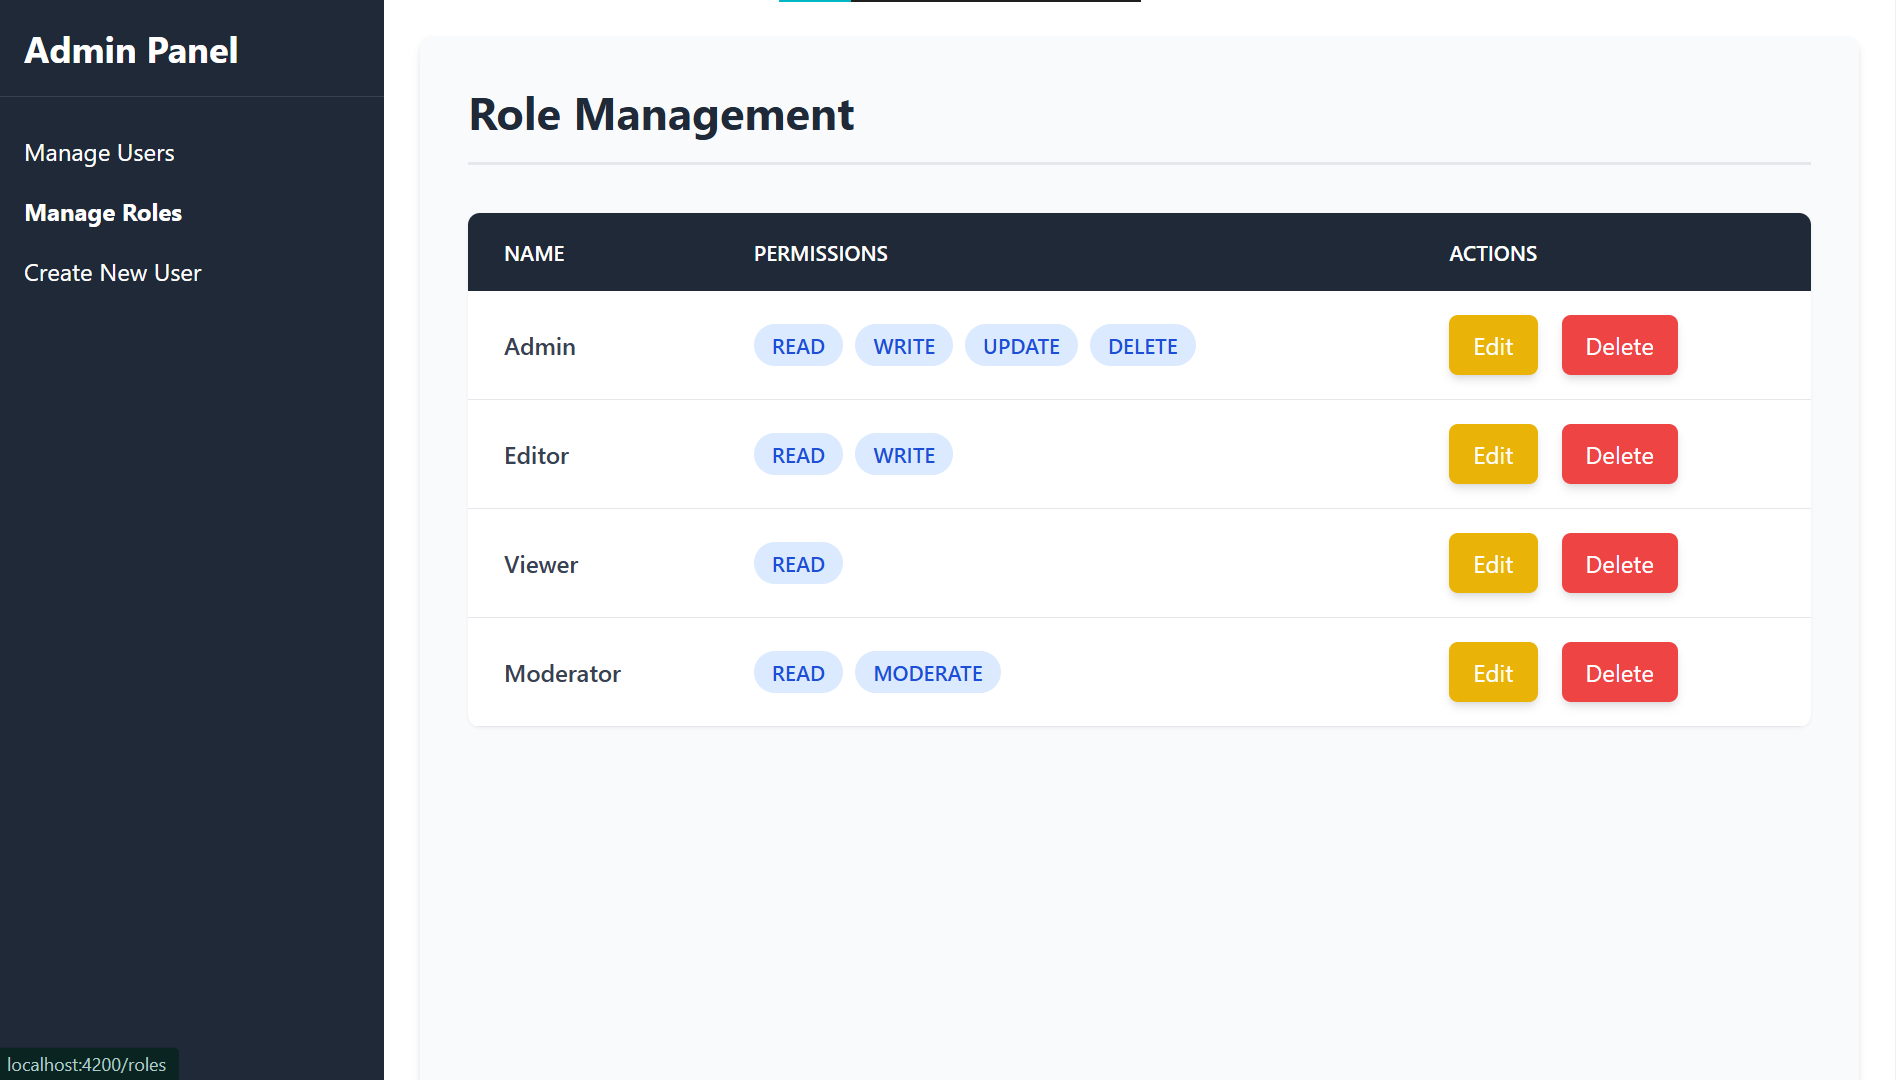 Admin Panel
Manage Users
Manage Roles
Create New User
Role Management
NAME PERMISSIONS ACTIONS
Admin READ WRITE UPDATE DELETE Edit Delete
Editor READ WRITE Edit Delete
Viewer READ Edit Delete
Moderator READ MODERATE Edit Delete
localhost:4200/roles